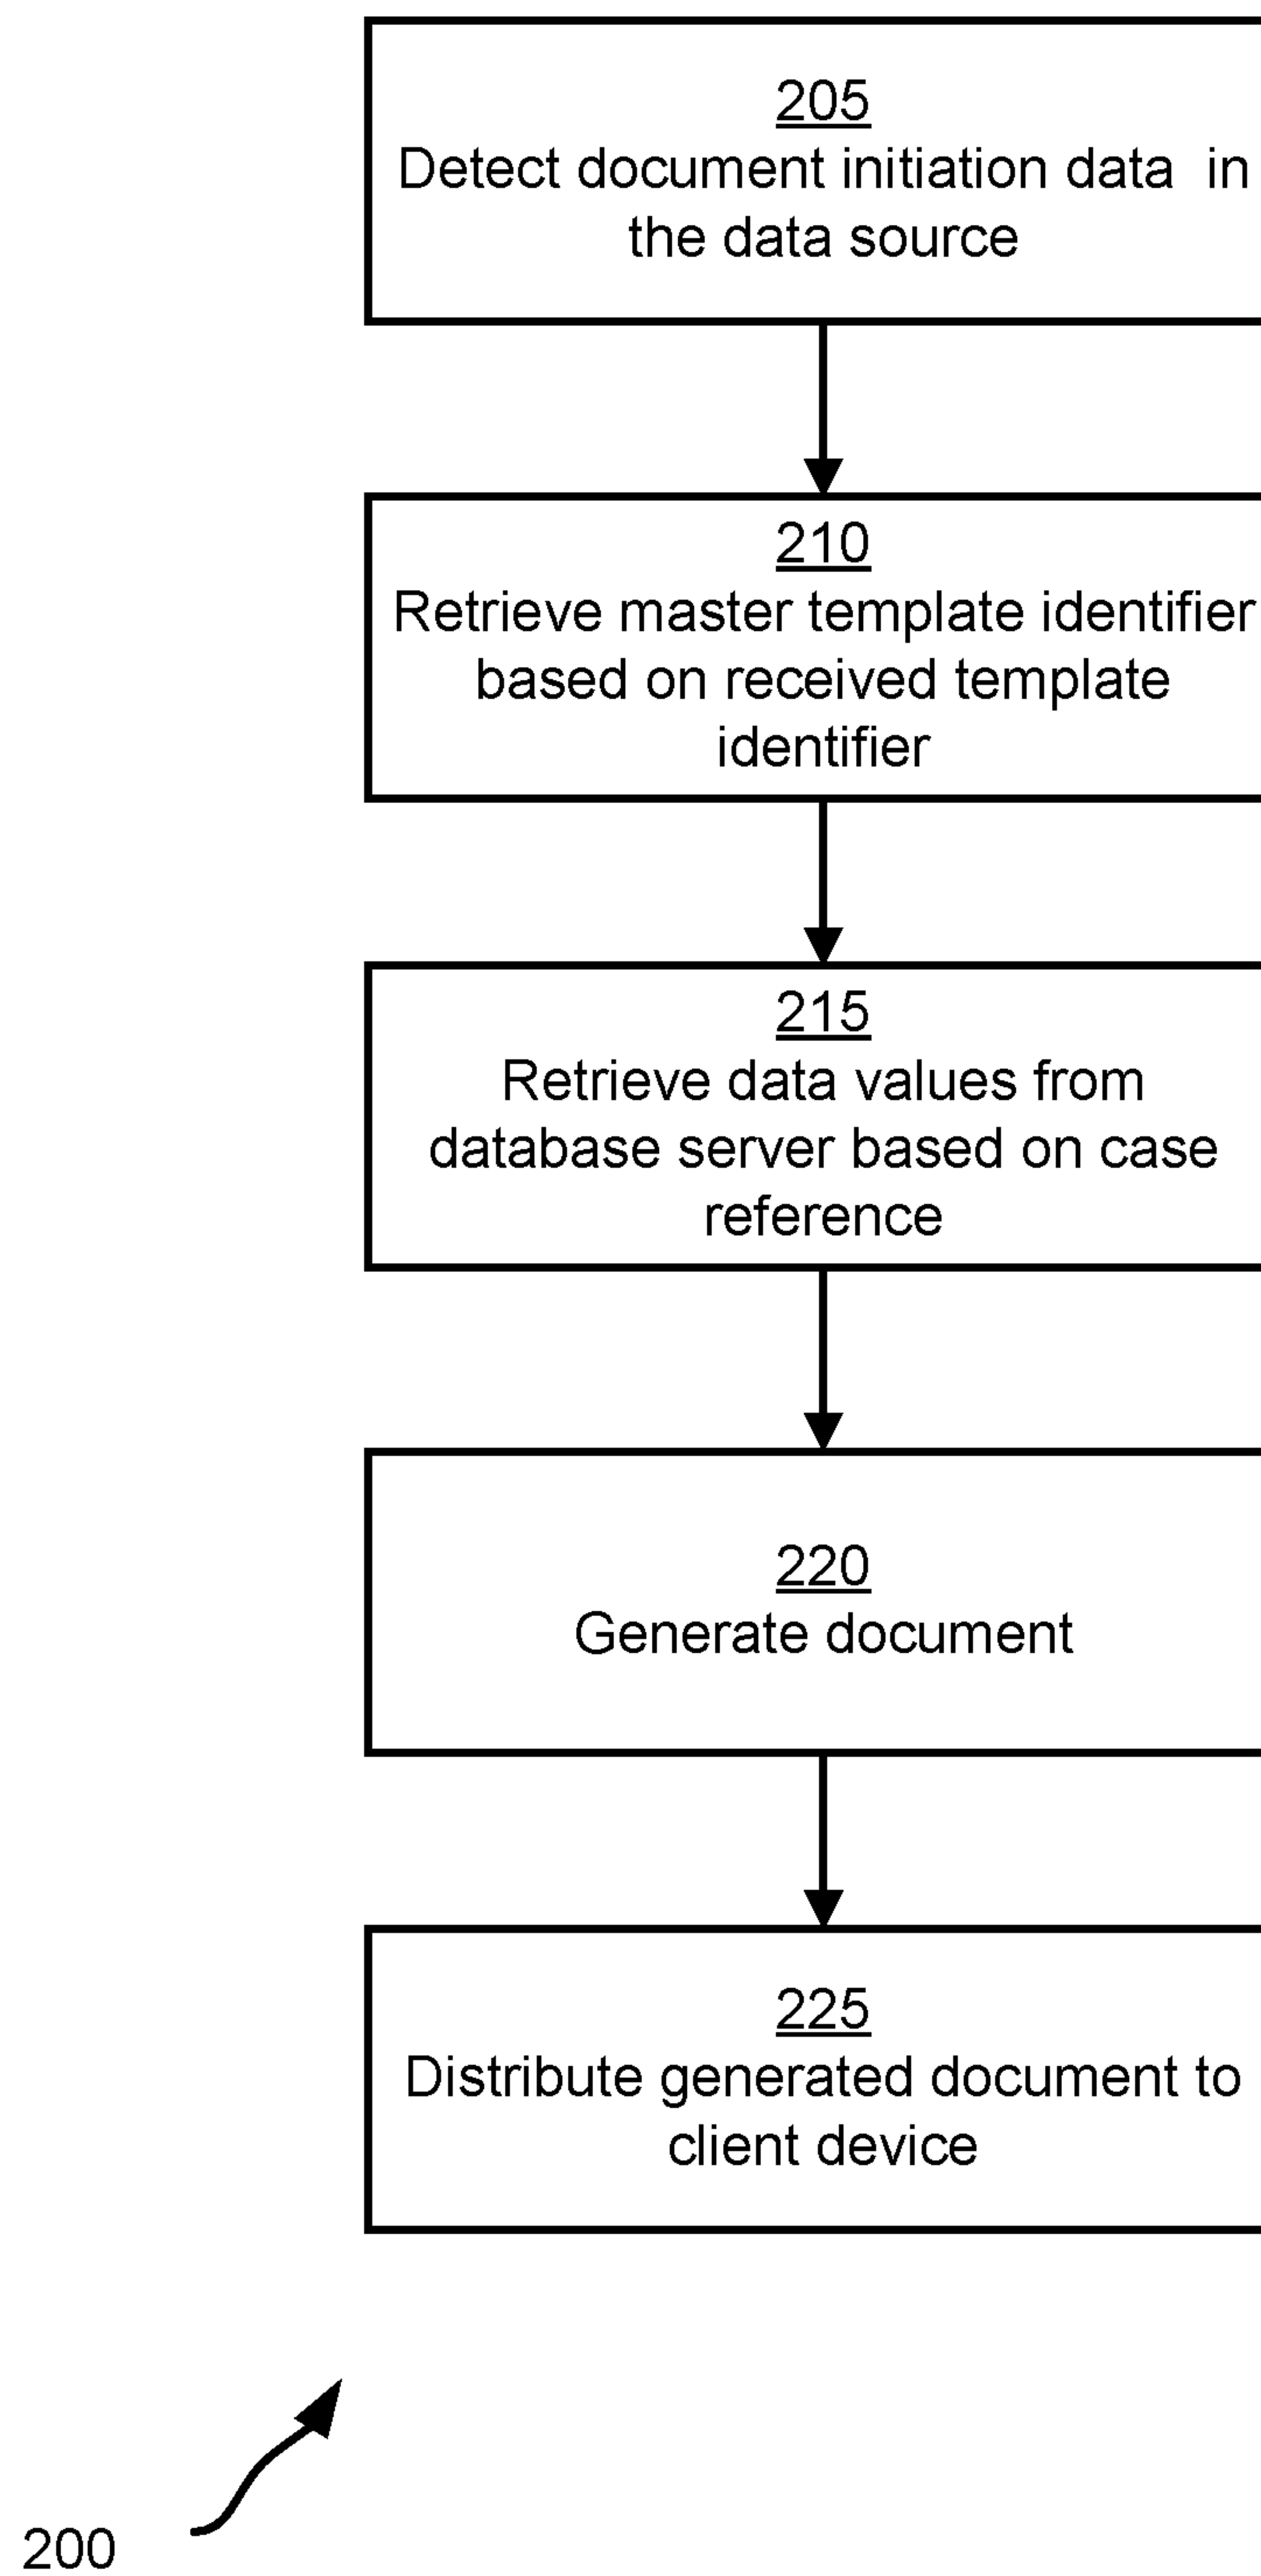 205
Detect document initiation data  in
the data source
210
Retrieve master template identifier
based on received template
identifier
215
Retrieve data values from
database server based on case
reference
220
Generate document
225
Distribute generated document to
client device
200